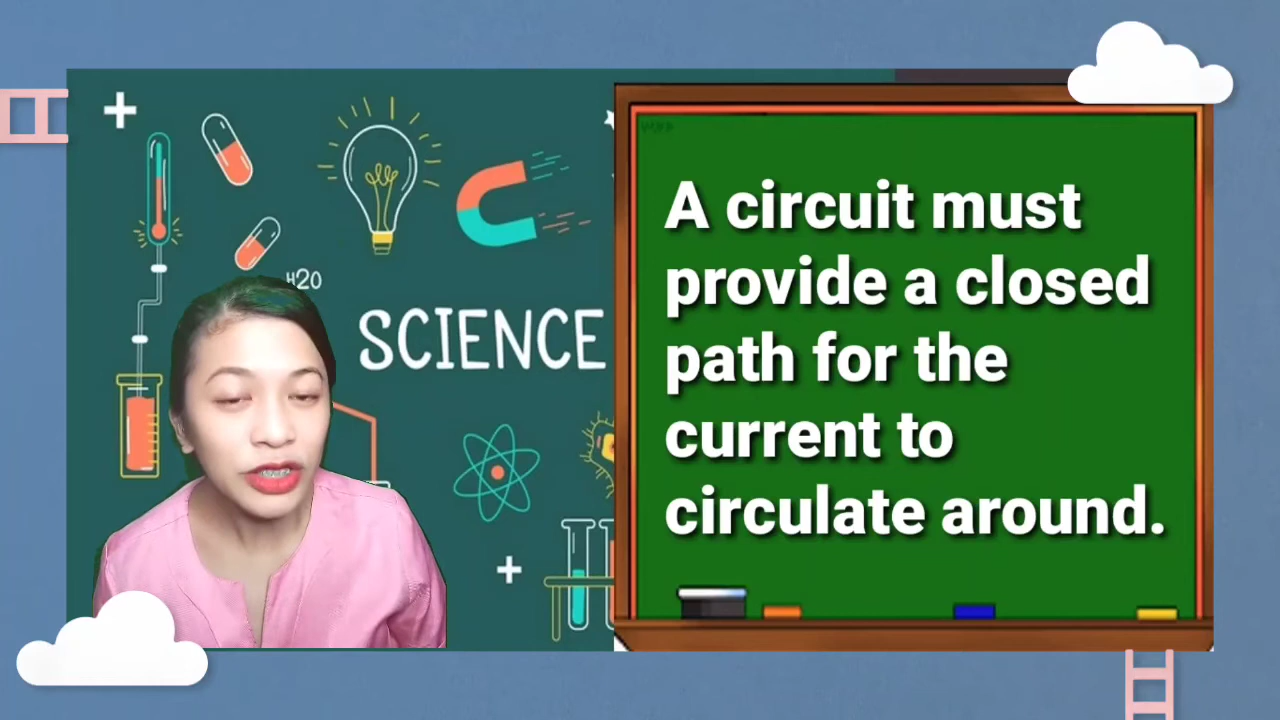 H2O
SCIENCE
A circuit must
provide a closed
path for the
current to
circulate around.